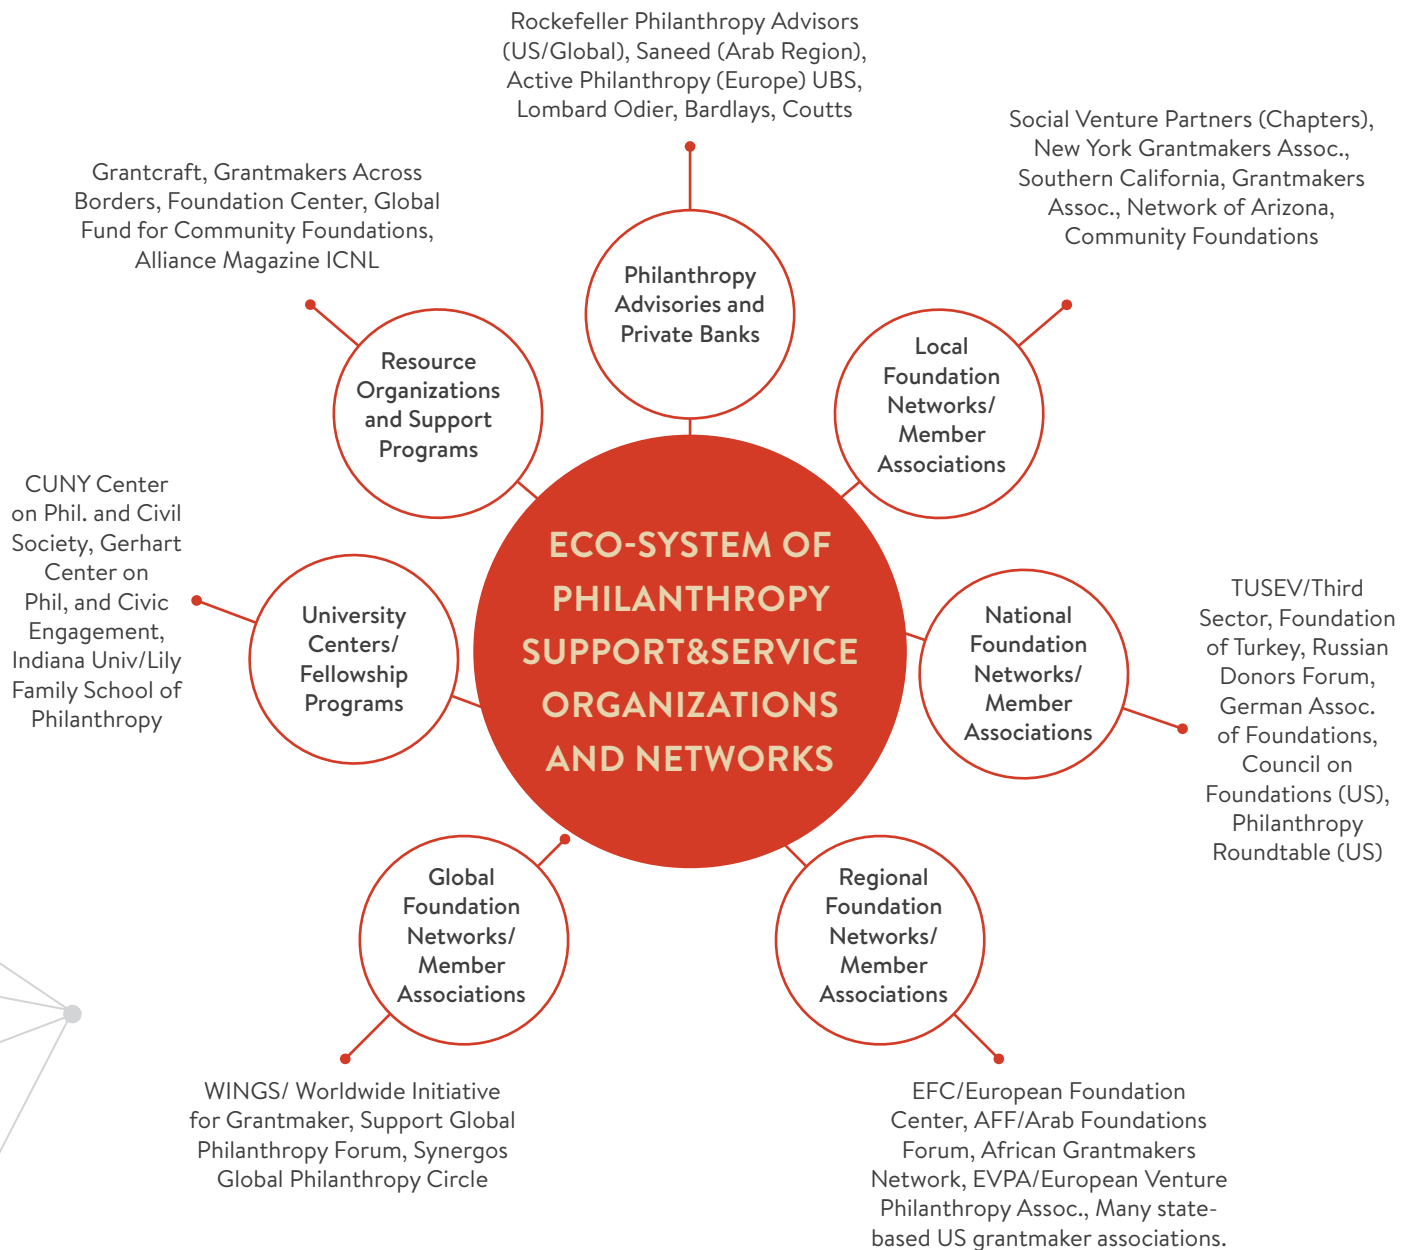 Rockefeller Philanthropy Advisors
(US/Global), Saneed (Arab Region),
Active Philanthropy (Europe) UBS,
Lombard Odier, Bardlays, Coutts
Social Venture Partners (Chapters),
New York Grantmakers Assoc.,
Southern California, Grantmakers
Assoc., Network of Arizona,
Community Foundations
Grantcraft, Grantmakers Across
Borders, Foundation Center, Global
Fund for Community Foundations,
Alliance Magazine ICNL
Philanthropy
Advisories and
Private Banks
Resource
Organizations
and Support
Programs
Local
Foundation
Networks/
Member
Associations
CUNY Center
on Phil. and Civil
Society, Gerhart
Center on
Phil, and Civic
Engagement,
Indiana Univ/Lily
Family School of
Philanthropy
University
Centers/
Fellowship
Programs
ECO-SYSTEM OF
PHILANTHROPY
SUPPORT&SERVICE
ORGANIZATIONS
AND NETWORKS
National
Foundation
Networks/
Member
Associations
TUSEV/Third
Sector, Foundation
of Turkey, Russian
Donors Forum,
German Assoc.
of Foundations,
Council on
Foundations (US),
Philanthropy
Roundtable (US)
Global
Foundation
Networks/
Member
Associations
Regional
Foundation
Networks/
Member
Associations
WINGS/ Worldwide Initiative
for Grantmaker, Support Global
Philanthropy Forum, Synergos
Global Philanthropy Circle
EFC/European Foundation
Center, AFF/Arab Foundations
Forum, African Grantmakers
Network, EVPA/European Venture
Philanthropy Assoc., Many state-
based US grantmaker associations.